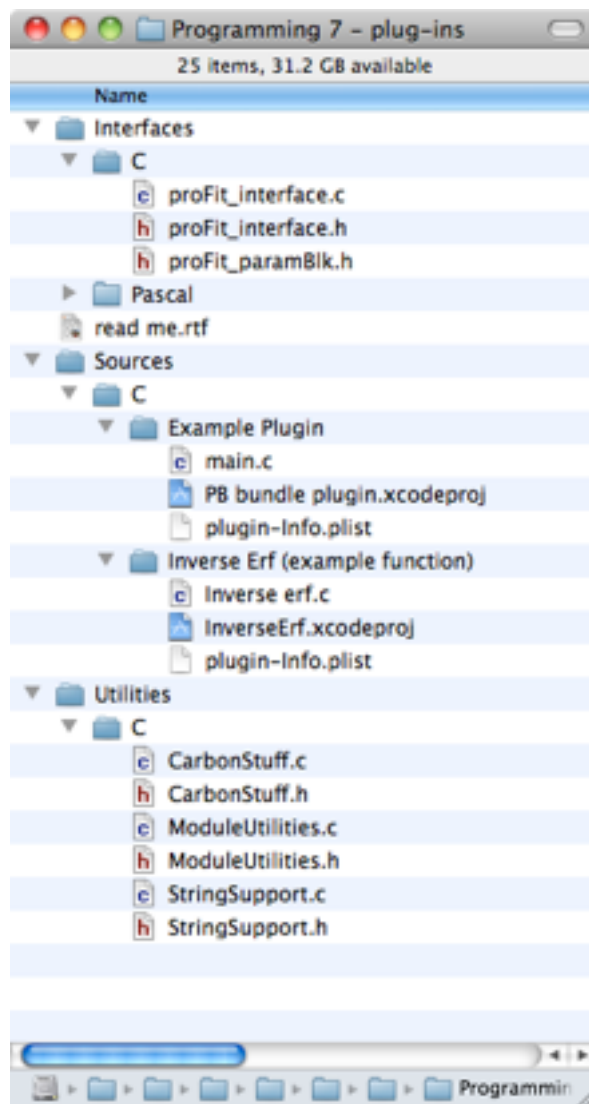 Programming 7 – plug-ins
25 items, 31.2 GB available
Name
Interfaces
C
c proFit_interface.c
h proFit_interface.h
h proFit_paramBlk.h
Pascal
read me.rtf
Sources
C
Example Plugin
c main.c
PB bundle plugin.xcodeproj
plugin-Info.plist
Inverse Erf (example function)
c Inverse erf.c
InverseErf.xcodeproj
plugin-Info.plist
Utilities
C
c CarbonStuff.c
h CarbonStuff.h
c ModuleUtilities.c
h ModuleUtilities.h
c StringSupport.c
h StringSupport.h
Programmin